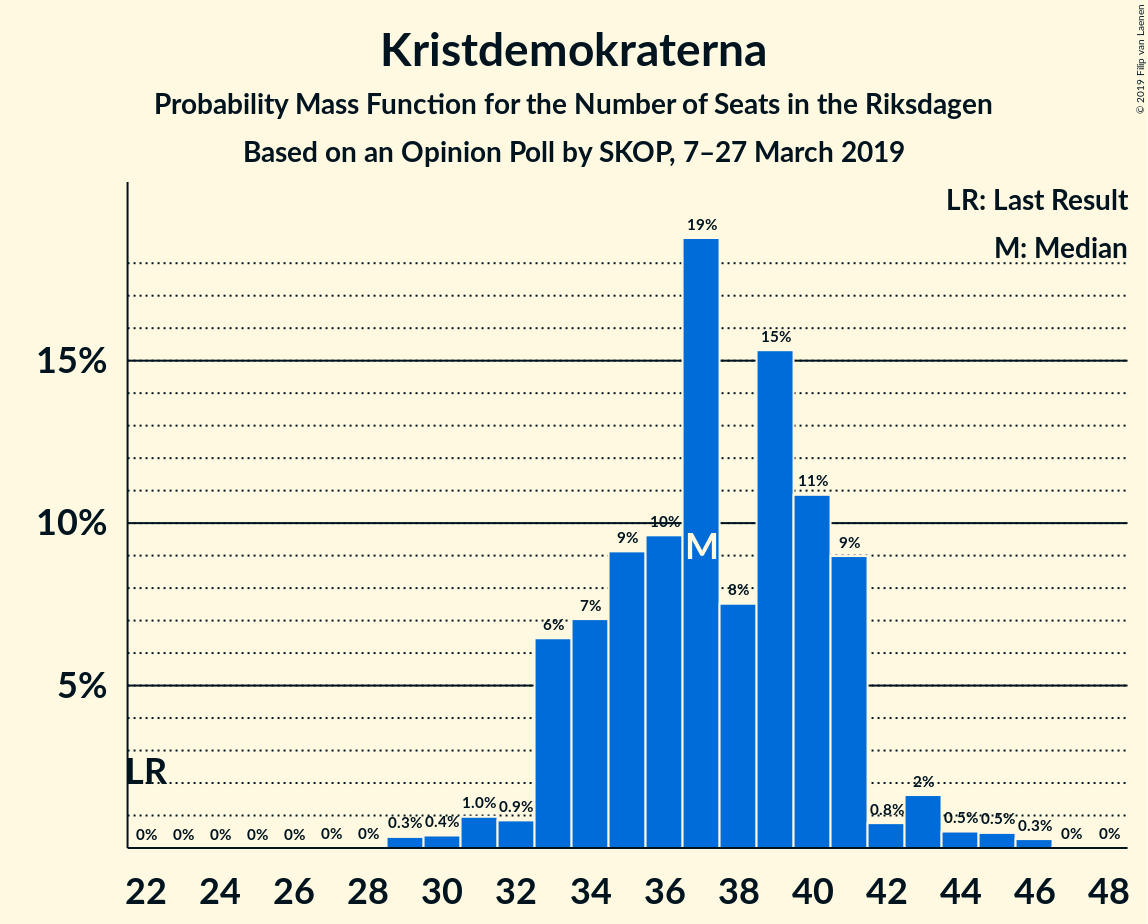 Kristdemokraterna
Probability Mass Function for the Number of Seats in the Riksdagen
Based on an Opinion Poll by SKOP, 7–27 March 2019
© 2019 Filip van Laenen
LR: Last Result
M: Median
15%
10%
5%
LR
M
0% 0% 0% 0% 0% 0% 0% 0.3% 0.4% 1.0% 0.9% 6% 7% 9% 10% 19% 8% 15% 11% 9% 0.8% 2% 0.5% 0.5% 0.3% 0% 0%
22 24 26 28 30 32 34 36 38 40 42 44 46 48